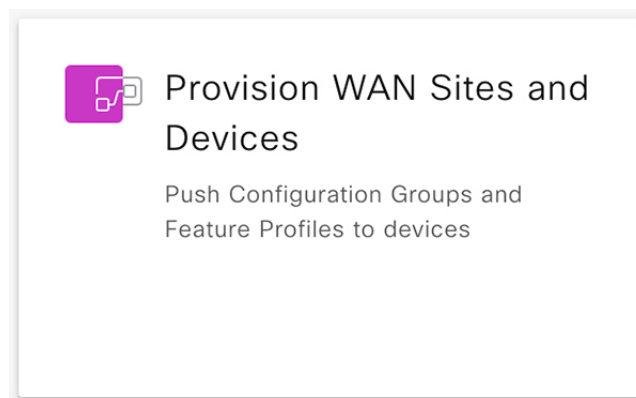 Provision WAN Sites and
Devices
Push Configuration Groups and
Feature Profiles to devices